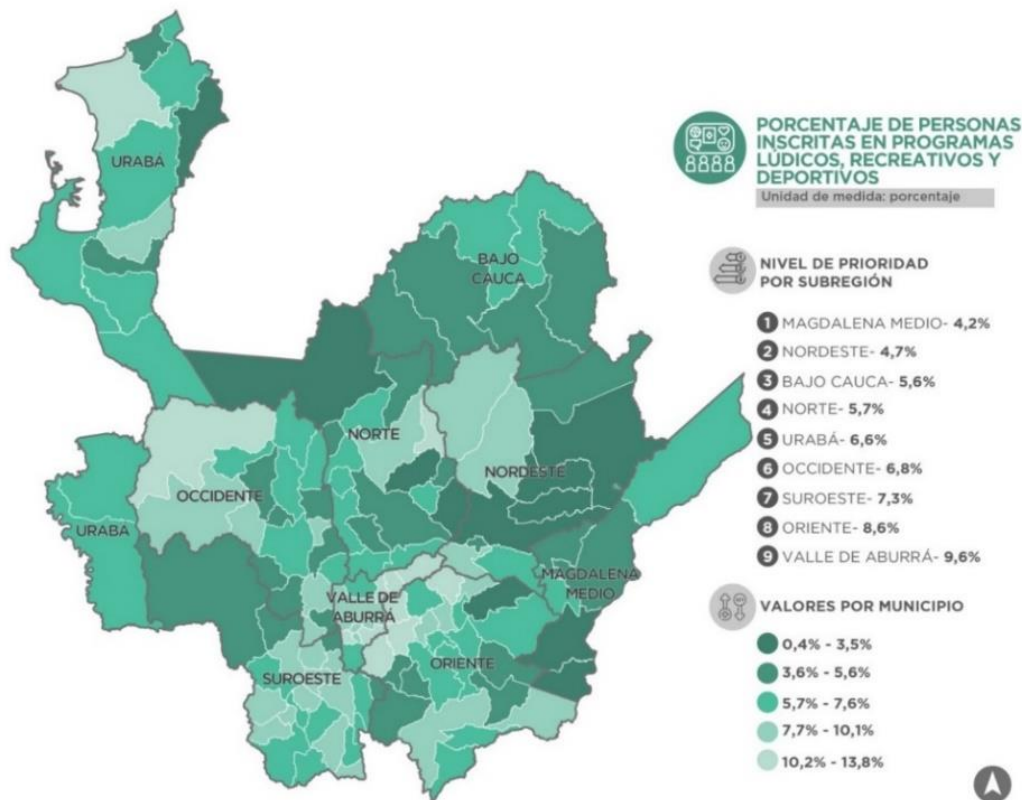 PORCENTAJE DE PERSONAS
INSCRITAS EN PROGRAMAS
LÚDICOS, RECREATIVOS Y
DEPORTIVOS
Unidad de medida: porcentaje
NIVEL DE PRIORIDAD
POR SUBREGIÓN
1 MAGDALENA MEDIO- 4,2%
2 NORDESTE- 4,7%
3 BAJO CAUCA- 5,6%
4 NORTE- 5,7%
5 URABÁ- 6,6%
6 OCCIDENTE- 6,8%
7 SUROESTE- 7,3%
8 ORIENTE- 8,6%
9 VALLE DE ABURRÁ- 9,6%
VALORES POR MUNICIPIO
0,4% - 3,5%
3,6% - 5,6%
5,7% - 7,6%
7,7% - 10,1%
10,2% - 13,8%
URABÁ
BAJO
CAUCA
NORTE
NORDESTE
OCCIDENTE
URABÁ
MAGDALENA
MEDIO
VALLE DE
ABURRÁ
ORIENTE
SUROESTE